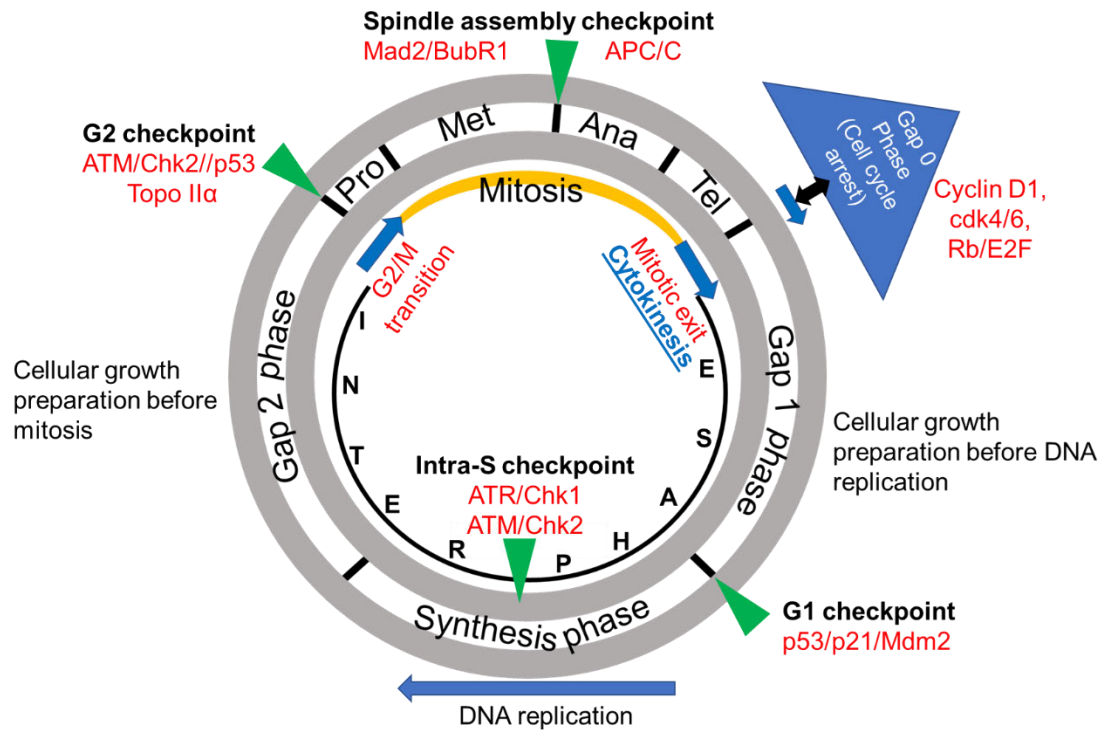 Spindle assembly checkpoint
Mad2/BubR1
APC/C
G2 checkpoint
ATM/Chk2//p53
Topo IIα
Pro
Met
Ana
Tel
Mitosis
Gap 0
Phase
(Cell cycle
arrest)
Cyclin D1,
cdk4/6,
Rb/E2F
G2/M
transition
Mitotic exit
Cytokinesis
Gap 2 phase
Gap 1 phase
Cellular growth
preparation before
mitosis
Cellular growth
preparation before DNA
replication
I
N
T
E
R
P
H
A
S
E
Intra-S checkpoint
ATR/Chk1
ATM/Chk2
Synthesis phase
G1 checkpoint
p53/p21/Mdm2
DNA replication